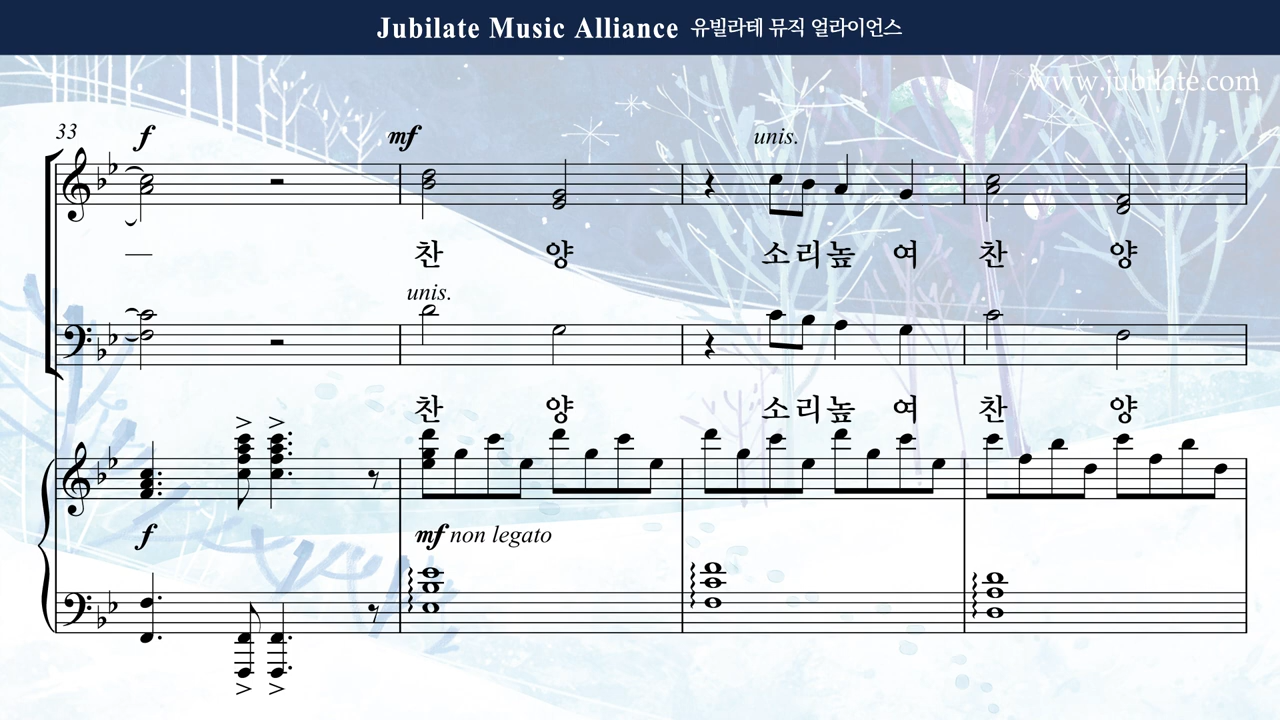 Jubilate Music Alliance 유빌라테 뮤직 얼라이언스
www.jubilate.com
33 f mf unis.
찬 양 소리높여 찬 양
unis.
찬 양 소리높여 찬 양
f mf non legato